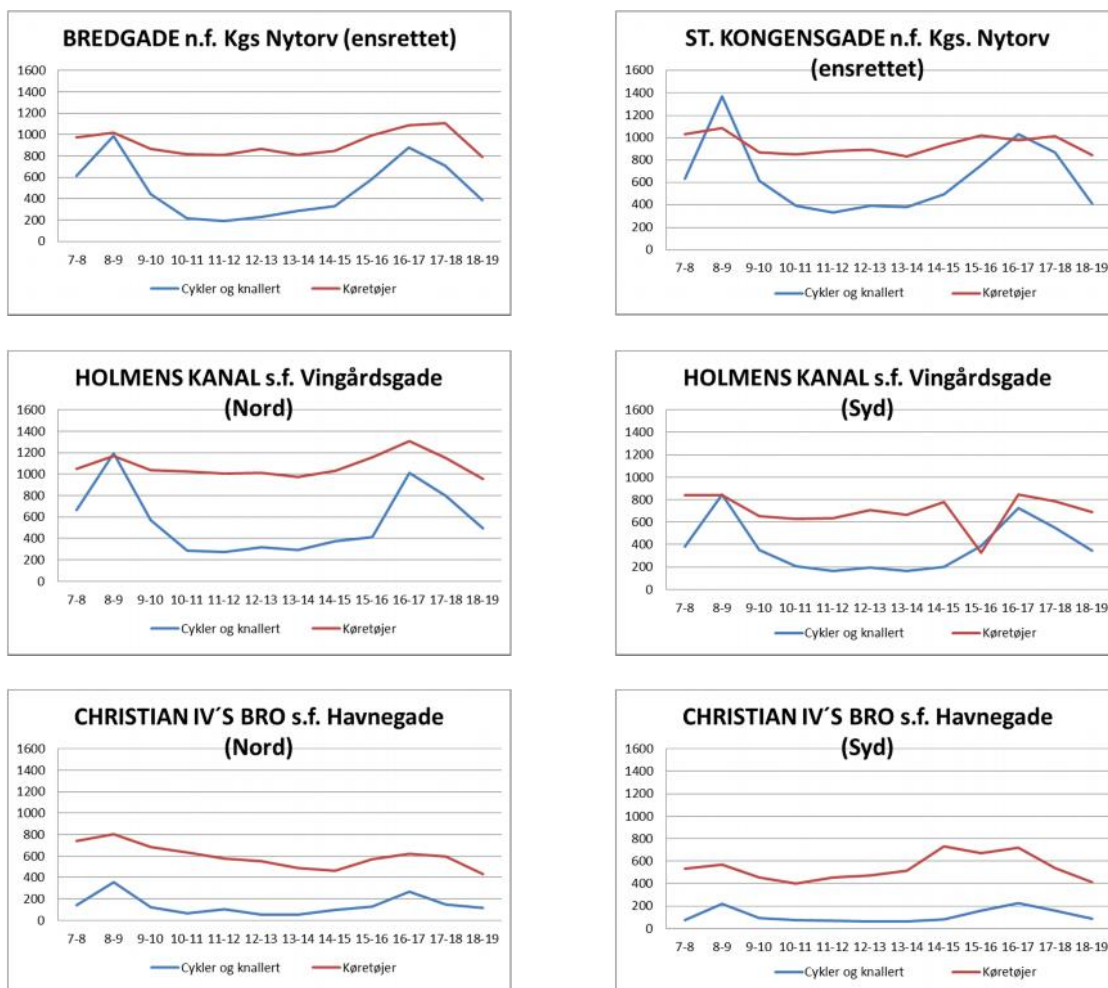 BREDGADE n.f. Kgs Nytorv (ensrettet)
1600
1400
1200
1000
800
600
400
200
0
7-8 8-9 9-10 10-11 11-12 12-13 13-14 14-15 15-16 16-17 17-18 18-19
Cykler og knallert Køretøjer
ST. KONGENSGADE n.f. Kgs. Nytorv
(ensrettet)
1600
1400
1200
1000
800
600
400
200
0
7-8 8-9 9-10 10-11 11-12 12-13 13-14 14-15 15-16 16-17 17-18 18-19
Cykler og knallert Køretøjer
HOLMENS KANAL s.f. Vingårdsgade
(Nord)
1600
1400
1200
1000
800
600
400
200
0
7-8 8-9 9-10 10-11 11-12 12-13 13-14 14-15 15-16 16-17 17-18 18-19
Cykler og knallert Køretøjer
HOLMENS KANAL s.f. Vingårdsgade
(Syd)
1600
1400
1200
1000
800
600
400
200
0
7-8 8-9 9-10 10-11 11-12 12-13 13-14 14-15 15-16 16-17 17-18 18-19
Cykler og knallert Køretøjer
CHRISTIAN IV´S BRO s.f. Havnegade
(Nord)
1600
1400
1200
1000
800
600
400
200
0
7-8 8-9 9-10 10-11 11-12 12-13 13-14 14-15 15-16 16-17 17-18 18-19
Cykler og knallert Køretøjer
CHRISTIAN IV´S BRO s.f. Havnegade
(Syd)
1600
1400
1200
1000
800
600
400
200
0
7-8 8-9 9-10 10-11 11-12 12-13 13-14 14-15 15-16 16-17 17-18 18-19
Cykler og knallert Køretøjer